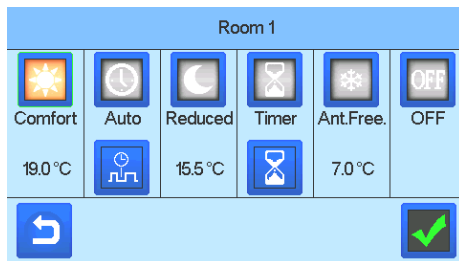 Room 1
OFF
Comfort Auto Reduced Timer Ant.Free. OFF
19.0 °C 15.5 °C 7.0 °C